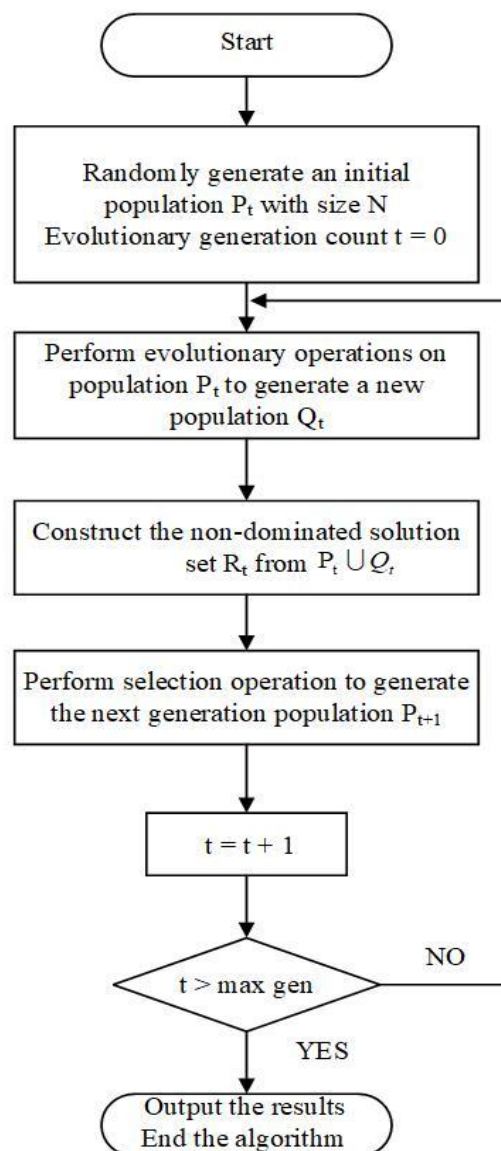 Start
Randomly generate an initial
population Pₜ with size N
Evolutionary generation count t = 0
Perform evolutionary operations on
population Pₜ to generate a new
population Qₜ
Construct the non-dominated solution
set Rₜ from Pₜ ∪ Qₜ
Perform selection operation to generate
the next generation population Pₜ₊₁
t = t + 1
t > max gen
NO
YES
Output the results
End the algorithm